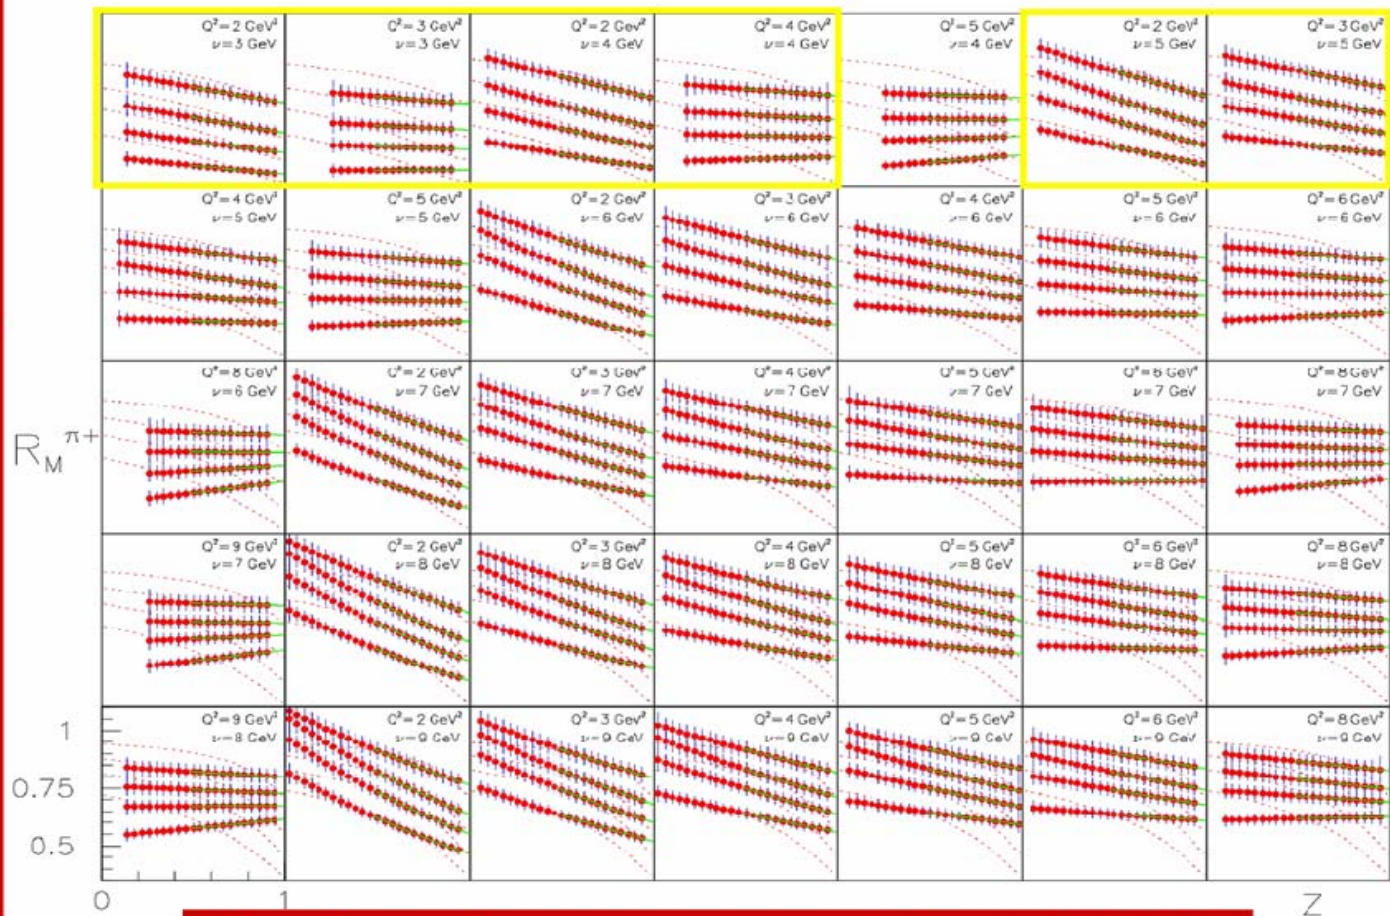 Q²=2 GeV²
ν=3 GeV
Q²=3 GeV²
ν=3 GeV
Q²=2 GeV²
ν=4 GeV
Q²=4 GeV²
ν=4 GeV
Q²=5 GeV²
ν=4 GeV
Q²=2 GeV²
ν=5 GeV
Q²=3 GeV²
ν=5 GeV
Q²=4 GeV²
ν=5 GeV
Q²=5 GeV²
ν=5 GeV
Q²=2 GeV²
ν=6 GeV
Q²=3 GeV²
ν=6 GeV
Q²=4 GeV²
ν=6 GeV
Q²=5 GeV²
ν=6 GeV
Q²=6 GeV²
ν=6 GeV
Q²=8 GeV²
ν=6 GeV
Q²=2 GeV²
ν=7 GeV
Q²=3 GeV²
ν=7 GeV
Q²=4 GeV²
ν=7 GeV
Q²=5 GeV²
ν=7 GeV
Q²=6 GeV²
ν=7 GeV
Q²=8 GeV²
ν=7 GeV
R_M^π+
Q²=9 GeV²
ν=7 GeV
Q²=2 GeV²
ν=8 GeV
Q²=3 GeV²
ν=8 GeV
Q²=4 GeV²
ν=8 GeV
Q²=5 GeV²
ν=8 GeV
Q²=6 GeV²
ν=8 GeV
Q²=8 GeV²
ν=8 GeV
Q²=9 GeV²
ν=8 GeV
Q²=2 GeV²
ν=9 GeV
Q²=3 GeV²
ν=9 GeV
Q²=4 GeV²
ν=9 GeV
Q²=5 GeV²
ν=9 GeV
Q²=6 GeV²
ν=9 GeV
Q²=8 GeV²
ν=9 GeV
1
0.75
0.5
0 1 Z